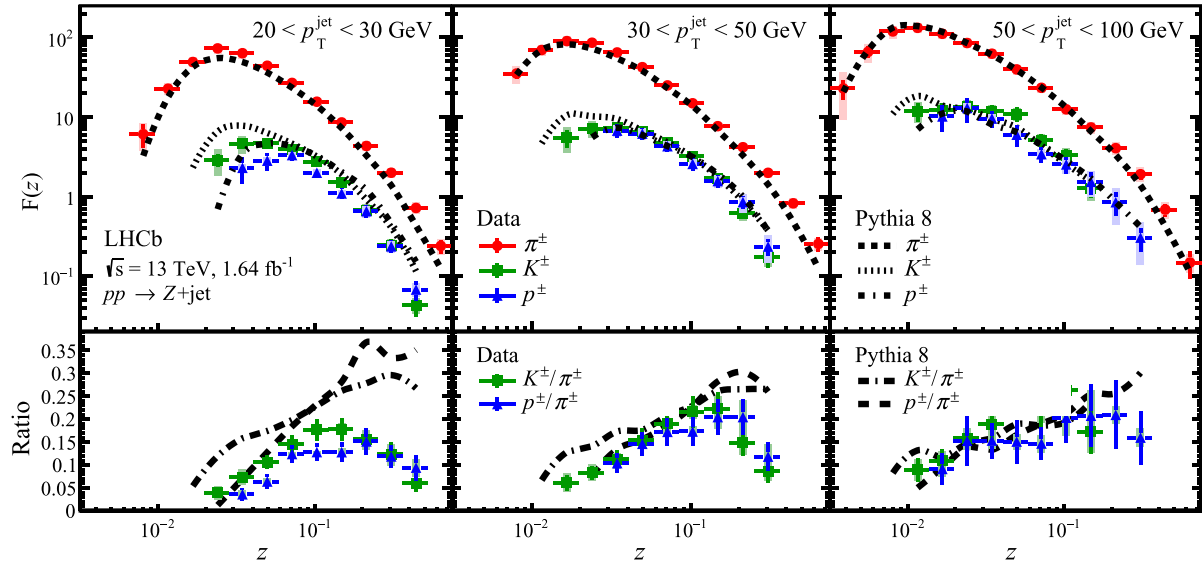 20 < p_T^jet < 30 GeV
30 < p_T^jet < 50 GeV
50 < p_T^jet < 100 GeV
F(z)
10²
10
1
10⁻¹
LHCb
√s = 13 TeV, 1.64 fb⁻¹
pp → Z+jet
Data
π±
K±
p±
Pythia 8
π±
K±
p±
Ratio
0.35
0.3
0.25
0.2
0.15
0.1
0.05
0
Data
K±/π±
p±/π±
Pythia 8
K±/π±
p±/π±
10⁻² 10⁻¹ 10⁻² 10⁻¹ 10⁻² 10⁻¹
z z z